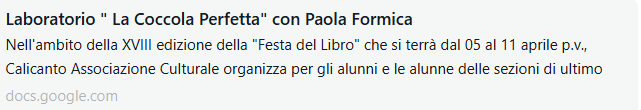 Laboratorio " La Coccola Perfetta" con Paola Formica
Nell'ambito della XVIII edizione della "Festa del Libro" che si terrà dal 05 al 11 aprile p.v.,
Calicanto Associazione Culturale organizza per gli alunni e le alunne delle sezioni di ultimo
docs.google.com